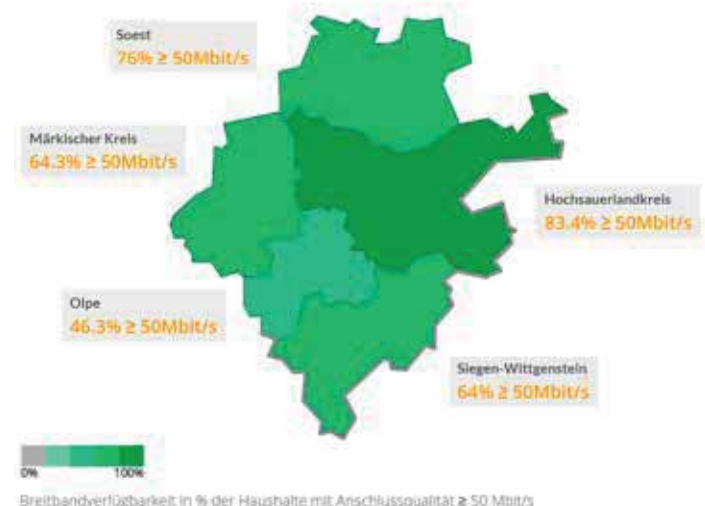 Soest
76% ≥ 50Mbit/s
Märkischer Kreis
64.3% ≥ 50Mbit/s
Hochsauerlandkreis
83.4% ≥ 50Mbit/s
Olpe
46.3% ≥ 50Mbit/s
Siegen-Wittgenstein
64% ≥ 50Mbit/s
0% 100%
Breitbandverfügbarkeit in % der Haushalte mit Anschlussqualität ≥ 50 Mbit/s